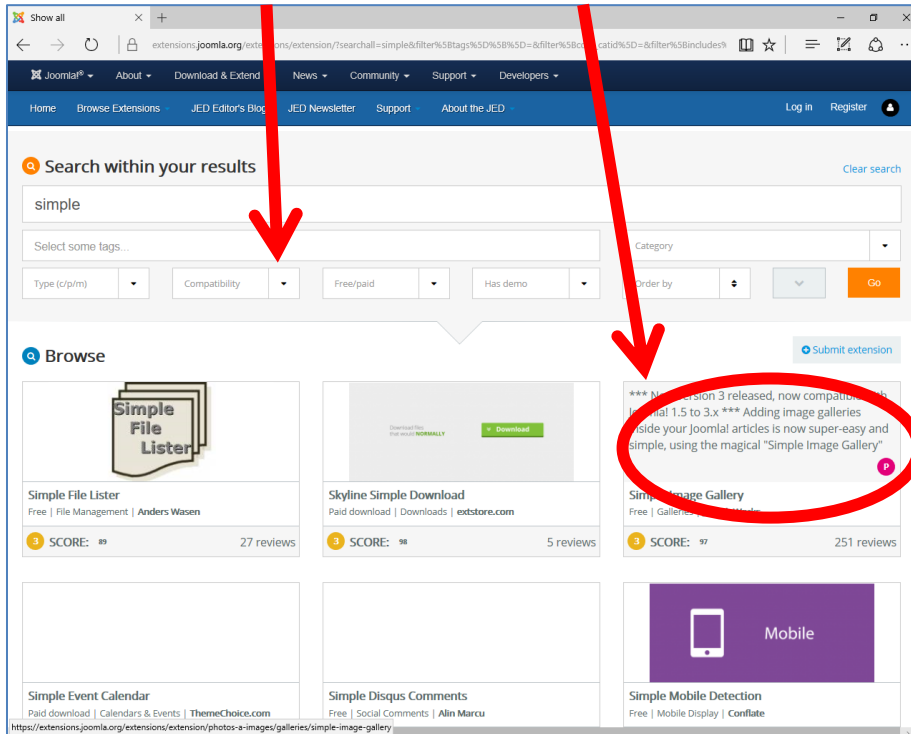 Show all
extensions.joomla.org/extensions/extension/?searchall=simple&filter%5Btags%5D%5B%5D=&filter%5Bco catid%5D=&filter%5Bincludes%
Joomla!® About Download & Extend News Community Support Developers
Home Browse Extensions JED Editor's Blog JED Newsletter Support About the JED Log in Register
Search within your results Clear search
simple
Select some tags... Category
Type (c/p/m) Compatibility Free/paid Has demo Order by Go
Browse Submit extension
Simple
File
Lister
Download files
that would NORMALLY
Download
*** New version 3 released, now compatible with
Joomla! 1.5 to 3.x *** Adding image galleries
inside your Joomla! articles is now super-easy and
simple, using the magical "Simple Image Gallery"
P
Simple File Lister Skyline Simple Download Simple Image Gallery
Free | File Management | Anders Wasen Paid download | Downloads | extstore.com Free | Galleries |
3 SCORE: 89 27 reviews 3 SCORE: 98 5 reviews 3 SCORE: 97 251 reviews
Mobile
Simple Event Calendar Simple Disqus Comments Simple Mobile Detection
Paid download | Calendars & Events | ThemeChoice.com Free | Social Comments | Alin Marcu Free | Mobile Display | Conflate
https://extensions.joomla.org/extensions/extension/photos-a-images/galleries/simple-image-gallery